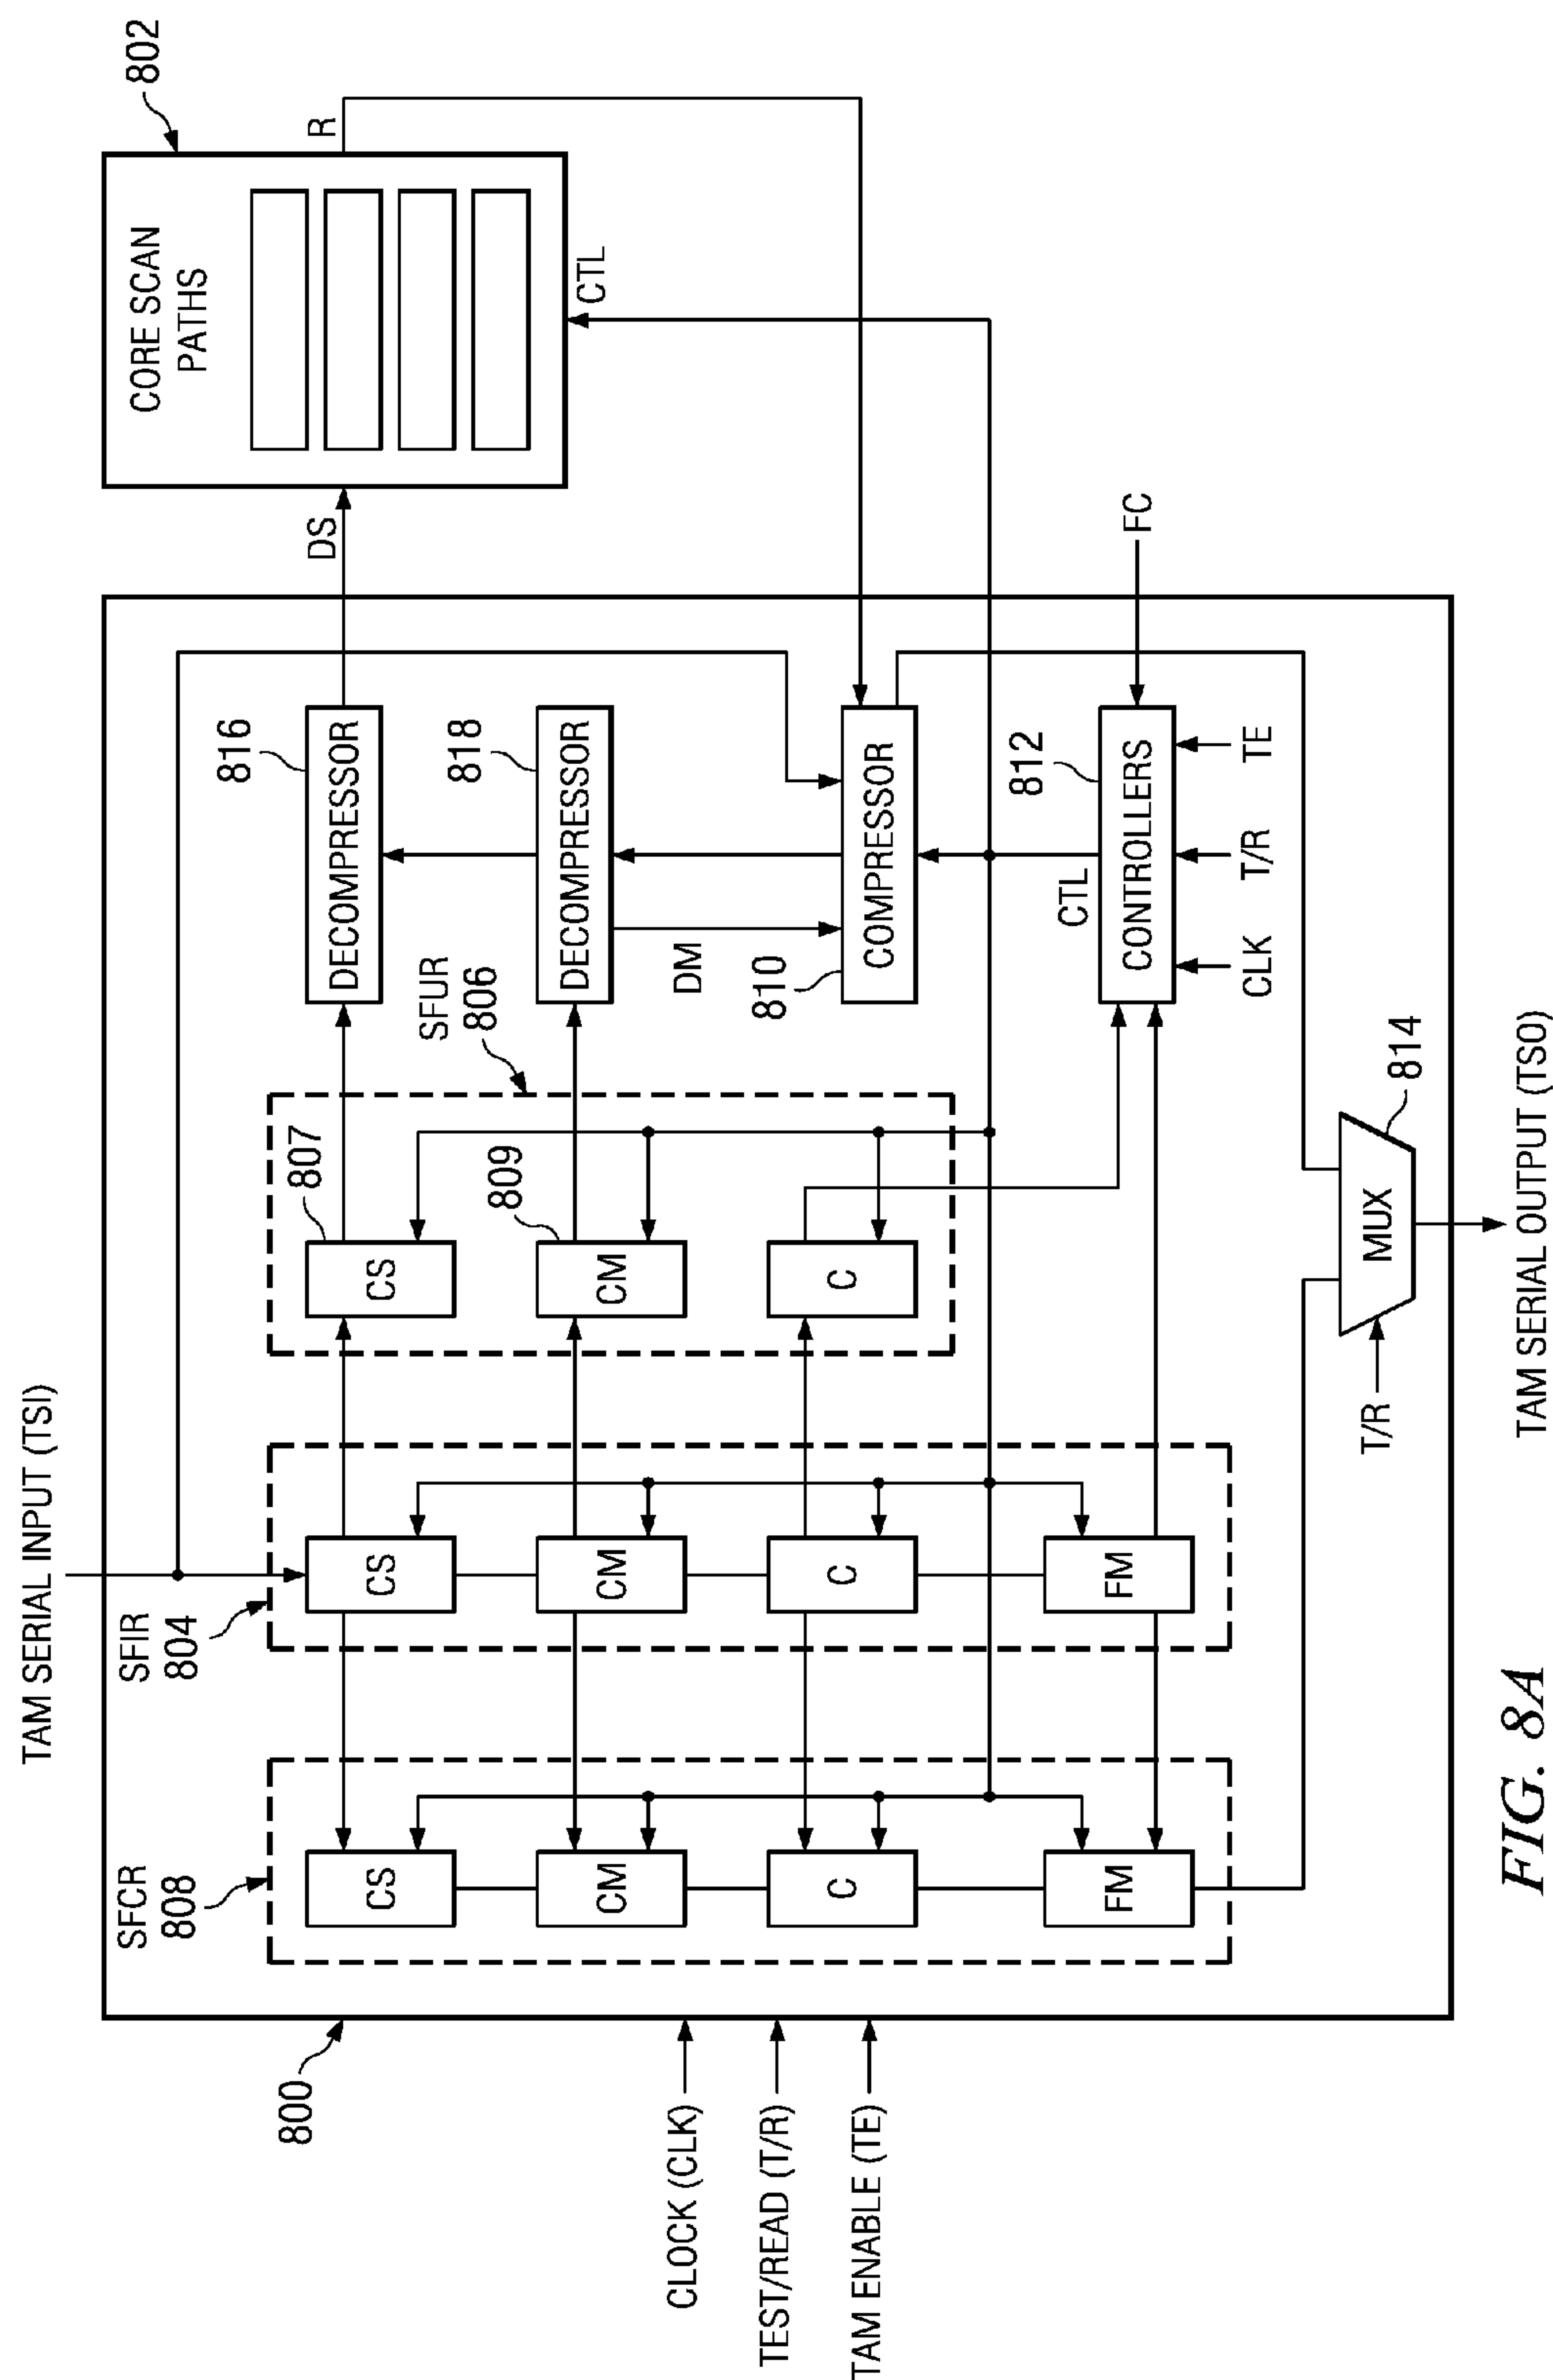 TAM SERIAL INPUT (TSI)
802
CORE SCAN
PATHS
R
CTL
DS
816
DECOMPRESSOR
818
DECOMPRESSOR
DM
810
COMPRESSOR
812
CONTROLLERS
CTL
FC
CLK
T/R
TE
SFUR
806
807
CS
809
CM
C
SFIR
804
CS
CM
C
FM
SFCR
808
CS
CM
C
FM
800
CLOCK (CLK)
TEST/READ (T/R)
TAM ENABLE (TE)
T/R
MUX
814
TAM SERIAL OUTPUT (TSO)
FIG. 8A